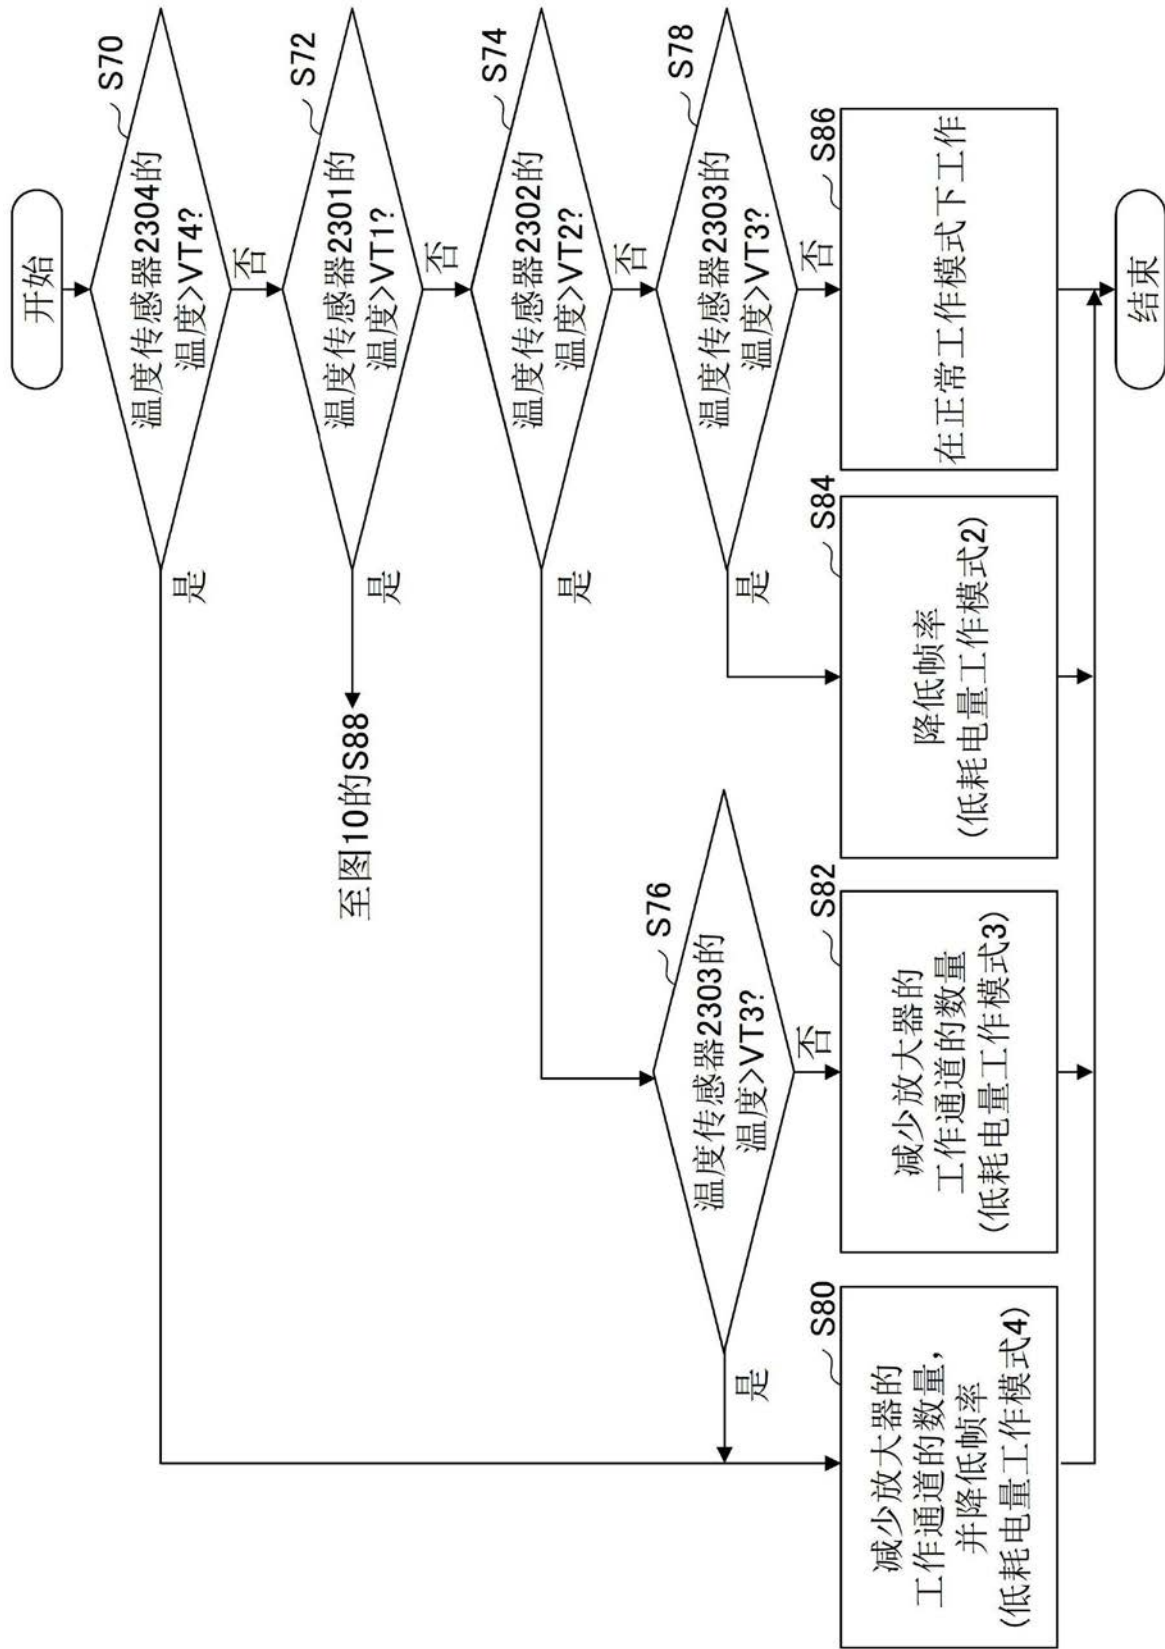 开始
S70
温度传感器2304的
温度>VT4?
是
否
S72
温度传感器2301的
温度>VT1?
是
否
至图10的S88
S74
温度传感器2302的
温度>VT2?
是
否
S76
温度传感器2303的
温度>VT3?
是
否
S78
温度传感器2303的
温度>VT3?
是
否
S80
减少放大器的
工作通道的数量，
并降低帧率
(低耗电量工作模式4)
S82
减少放大器的
工作通道的数量
(低耗电量工作模式3)
S84
降低帧率
(低耗电量工作模式2)
S86
在正常工作模式下工作
结束